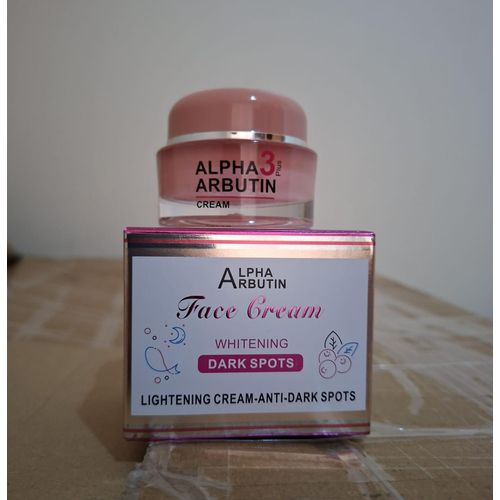 ALPHA 3 Plus
ARBUTIN
CREAM
ALPHA
ARBUTIN
Face Cream
WHITENING
DARK SPOTS
LIGHTENING CREAM-ANTI-DARK SPOTS